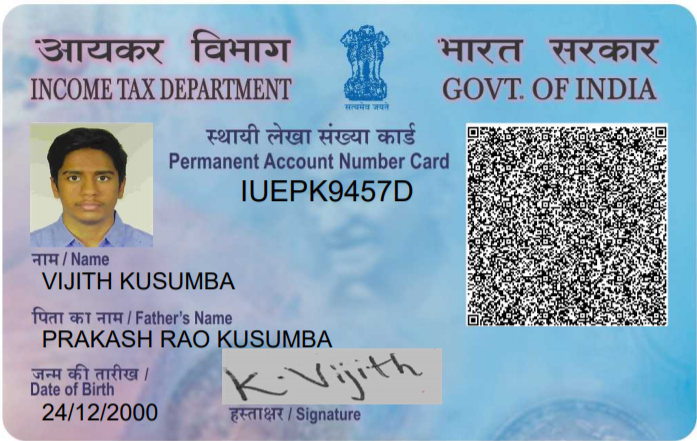 आयकर विभाग
INCOME TAX DEPARTMENT
सत्यमेव जयते
भारत सरकार
GOVT. OF INDIA
स्थायी लेखा संख्या कार्ड
Permanent Account Number Card
IUEPK9457D
नाम / Name
VIJITH KUSUMBA
पिता का नाम / Father's Name
PRAKASH RAO KUSUMBA
जन्म की तारीख /
Date of Birth
24/12/2000
K. Vijith
हस्ताक्षर / Signature